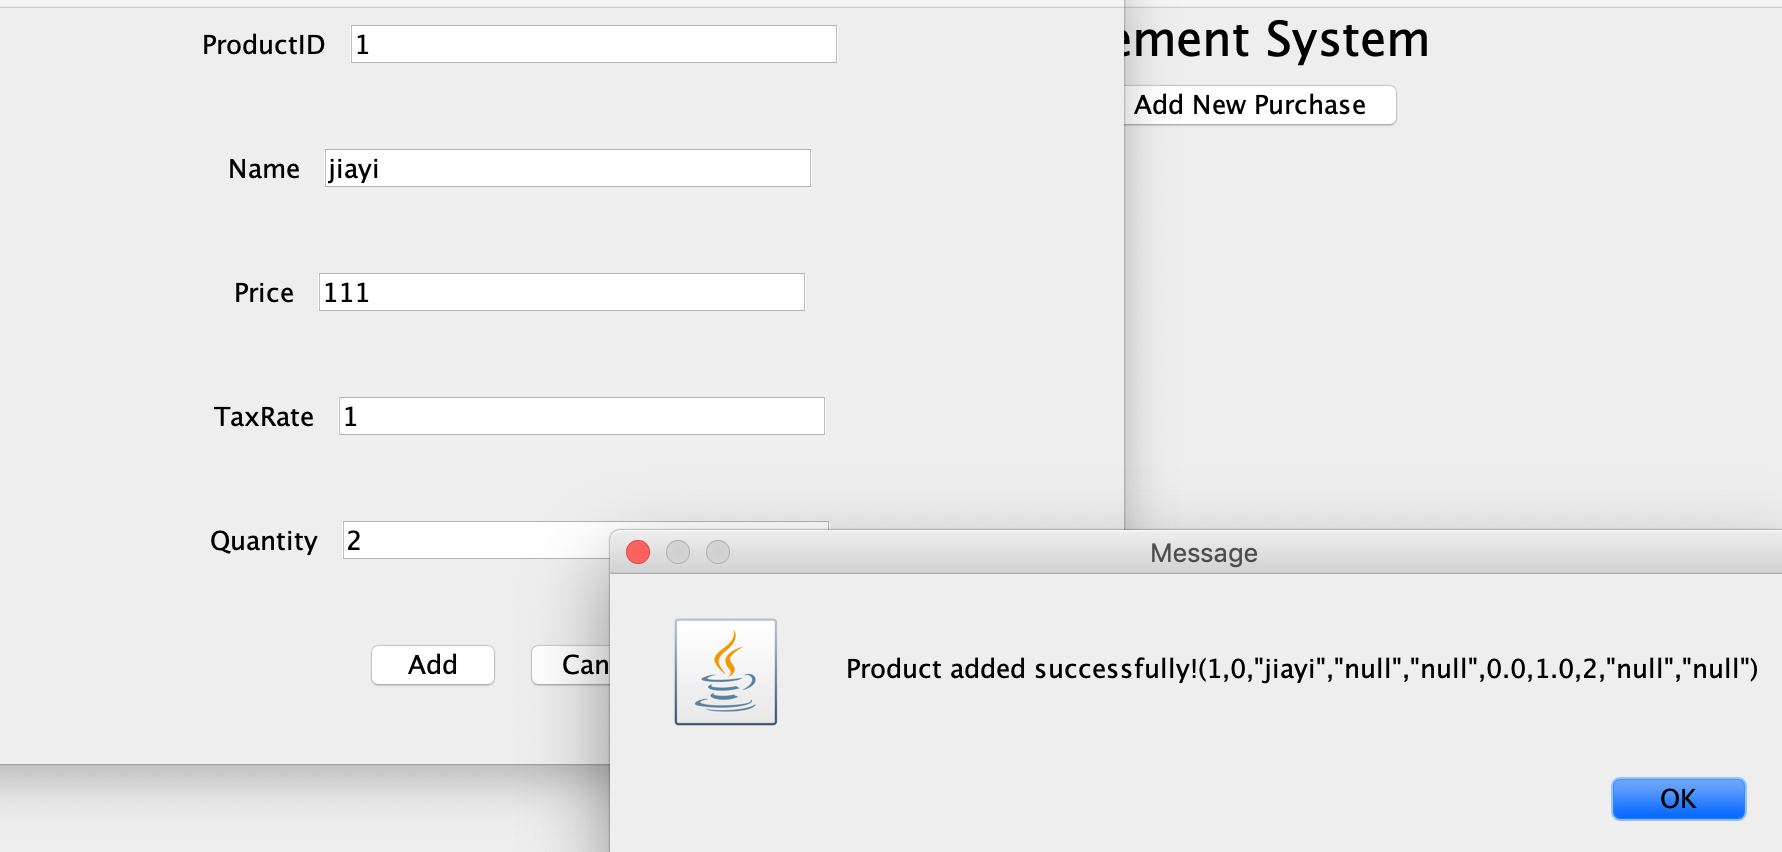 ProductID 1
ement System
Add New Purchase
Name jiayi
Price 111
TaxRate 1
Quantity 2
Message
Add Can
Product added successfully!(1,0,"jiayi","null","null",0.0,1.0,2,"null","null")
OK